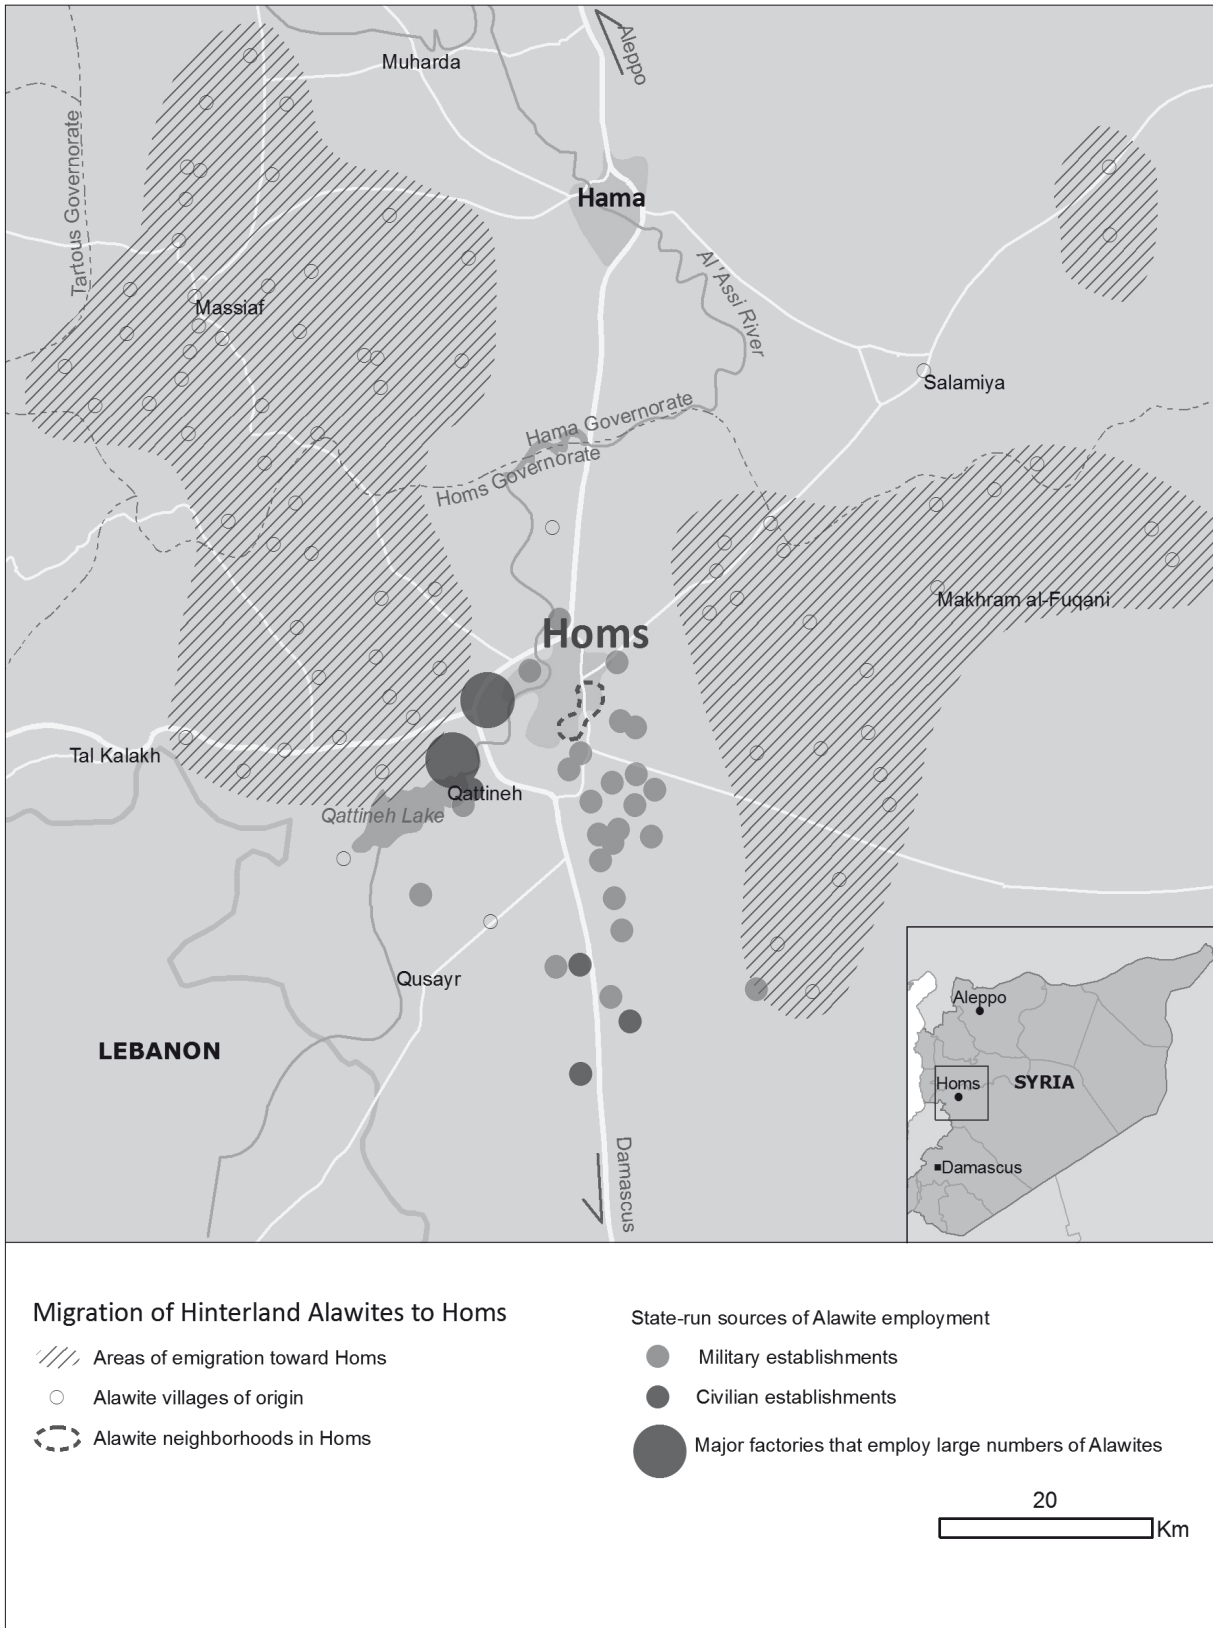 Aleppo
Muharda
Tartous Governorate
Hama
Al 'Assi River
Massiaf
Salamiya
Hama Governorate
Homs Governorate
Makhram al-Fuqani
Homs
Tal Kalakh
Qattineh
Qattineh Lake
Qusayr
LEBANON
Damascus
Aleppo
Homs
SYRIA
Damascus
Migration of Hinterland Alawites to Homs
Areas of emigration toward Homs
Alawite villages of origin
Alawite neighborhoods in Homs
State-run sources of Alawite employment
Military establishments
Civilian establishments
Major factories that employ large numbers of Alawites
20
Km